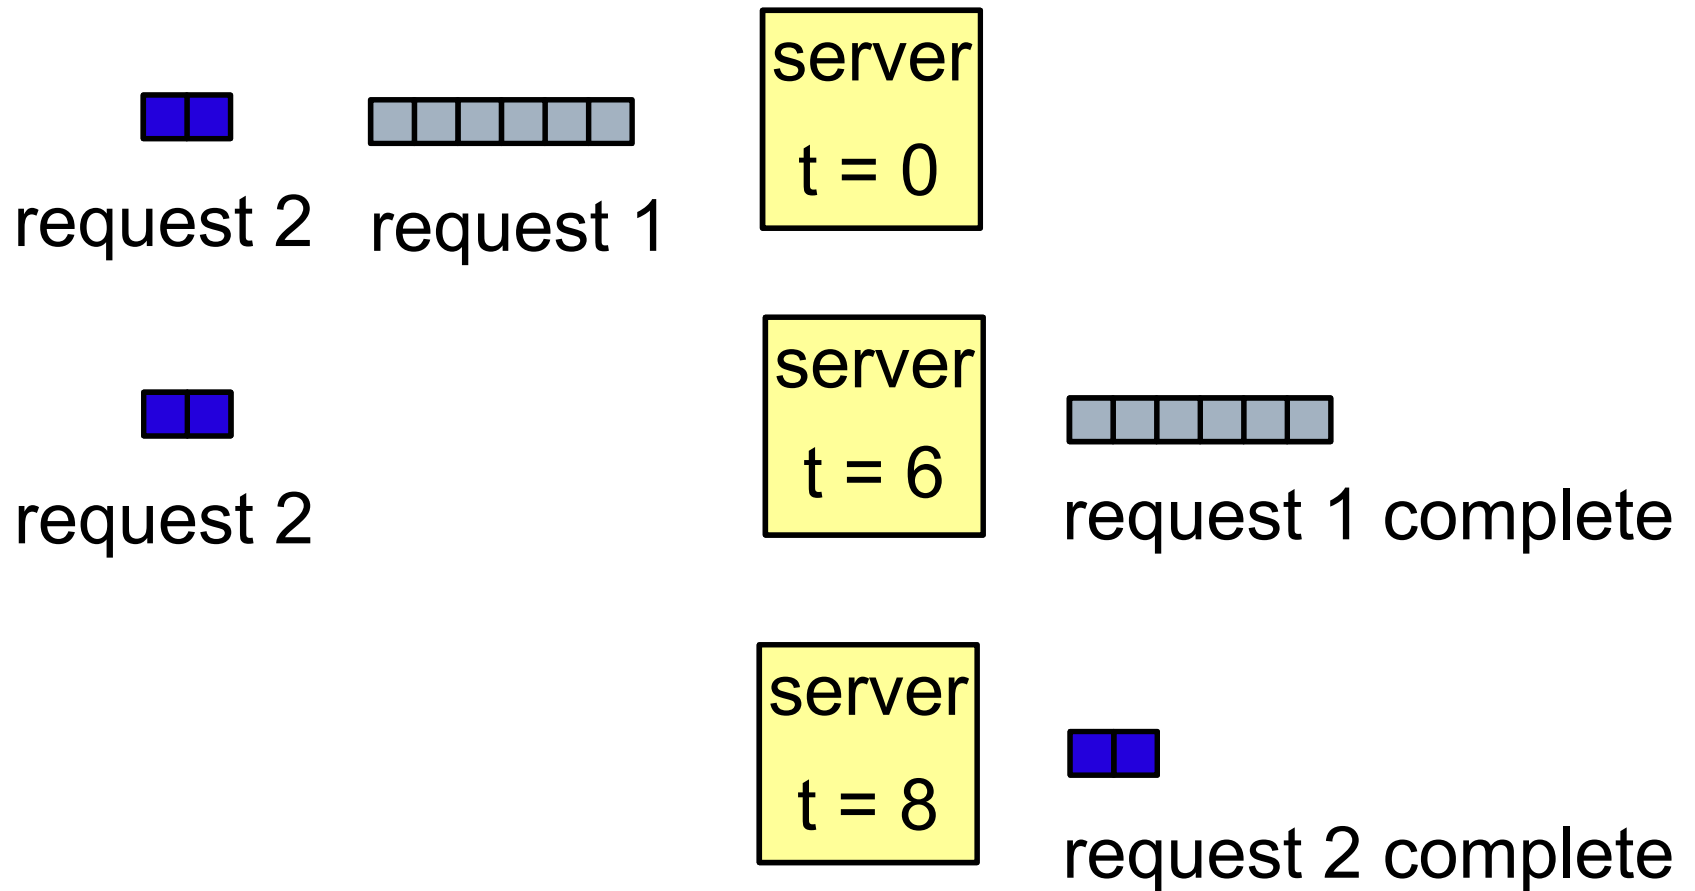 server
t = 0
request 2
request 1
server
t = 6
request 2
request 1 complete
server
t = 8
request 2 complete